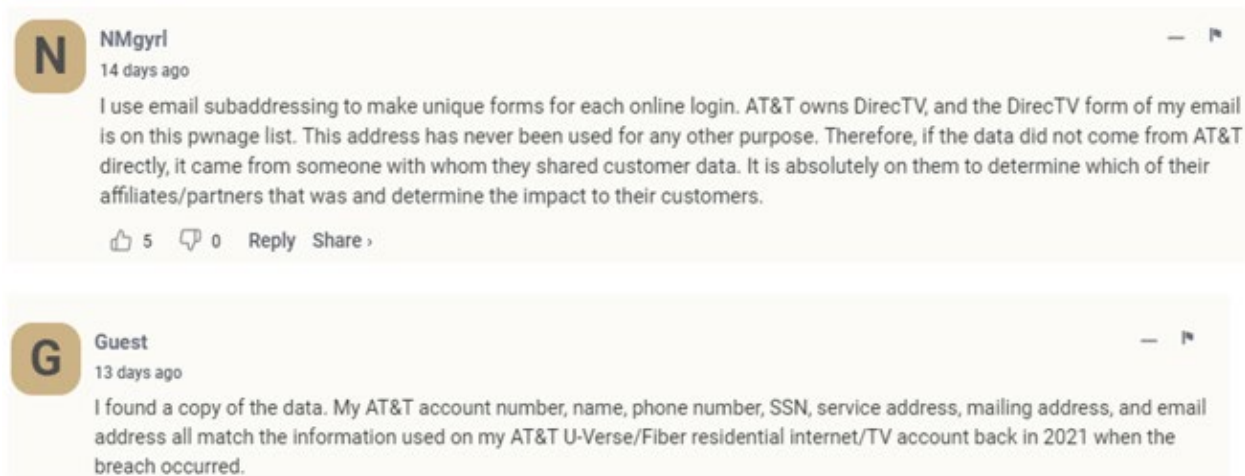 N
NMgyrl
14 days ago
I use email subaddressing to make unique forms for each online login. AT&T owns DirecTV, and the DirecTV form of my email
is on this pwnage list. This address has never been used for any other purpose. Therefore, if the data did not come from AT&T
directly, it came from someone with whom they shared customer data. It is absolutely on them to determine which of their
affiliates/partners that was and determine the impact to their customers.
5 0 Reply Share ›
G
Guest
13 days ago
I found a copy of the data. My AT&T account number, name, phone number, SSN, service address, mailing address, and email
address all match the information used on my AT&T U-Verse/Fiber residential internet/TV account back in 2021 when the
breach occurred.